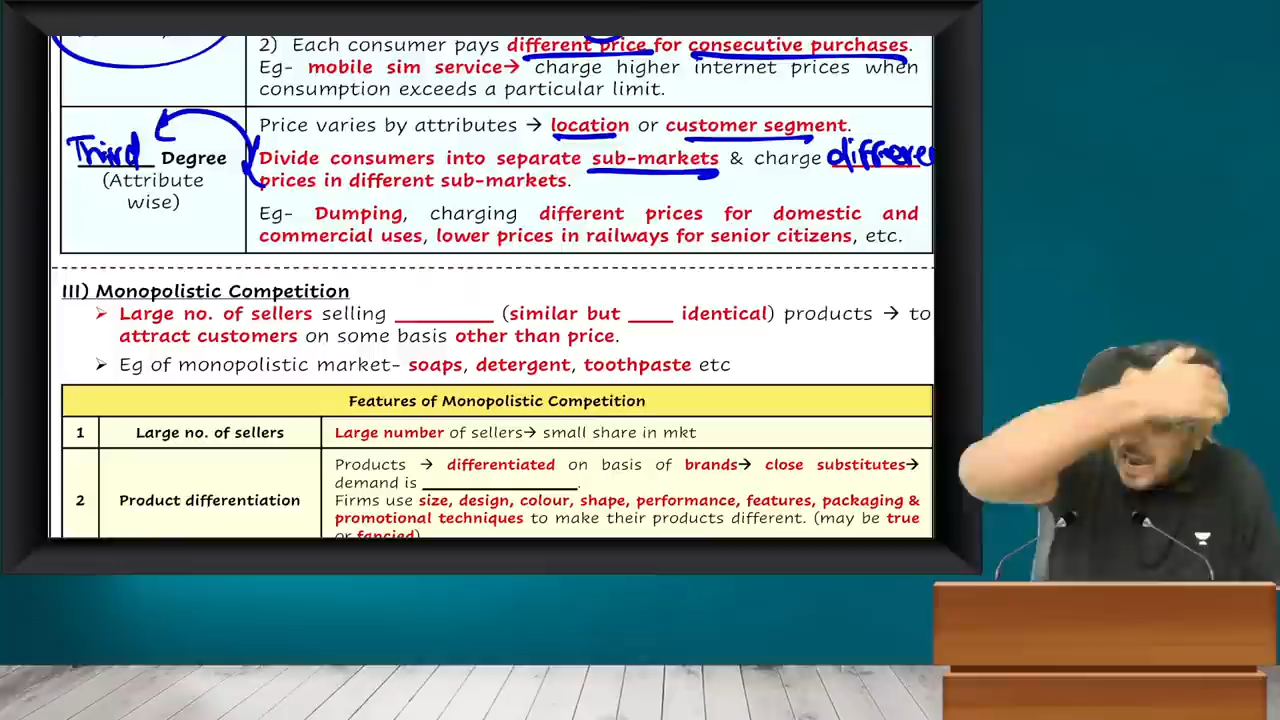 2) Each consumer pays different price for consecutive purchases.
Eg- mobile sim service→ charge higher internet prices when
consumption exceeds a particular limit.
Third Degree
(Attribute
wise)
Price varies by attributes → location or customer segment.
Divide consumers into separate sub-markets & charge differe
prices in different sub-markets.
Eg- Dumping, charging different prices for domestic and
commercial uses, lower prices in railways for senior citizens, etc.
III) Monopolistic Competition
➢ Large no. of sellers selling _________ (similar but ____ identical) products → to
attract customers on some basis other than price.
➢ Eg of monopolistic market- soaps, detergent, toothpaste etc
Features of Monopolistic Competition
1 Large no. of sellers Large number of sellers→ small share in mkt
2 Product differentiation
Products → differentiated on basis of brands→ close substitutes→
demand is ______________.
Firms use size, design, colour, shape, performance, features, packaging &
promotional techniques to make their products different. (may be true
or fancied)